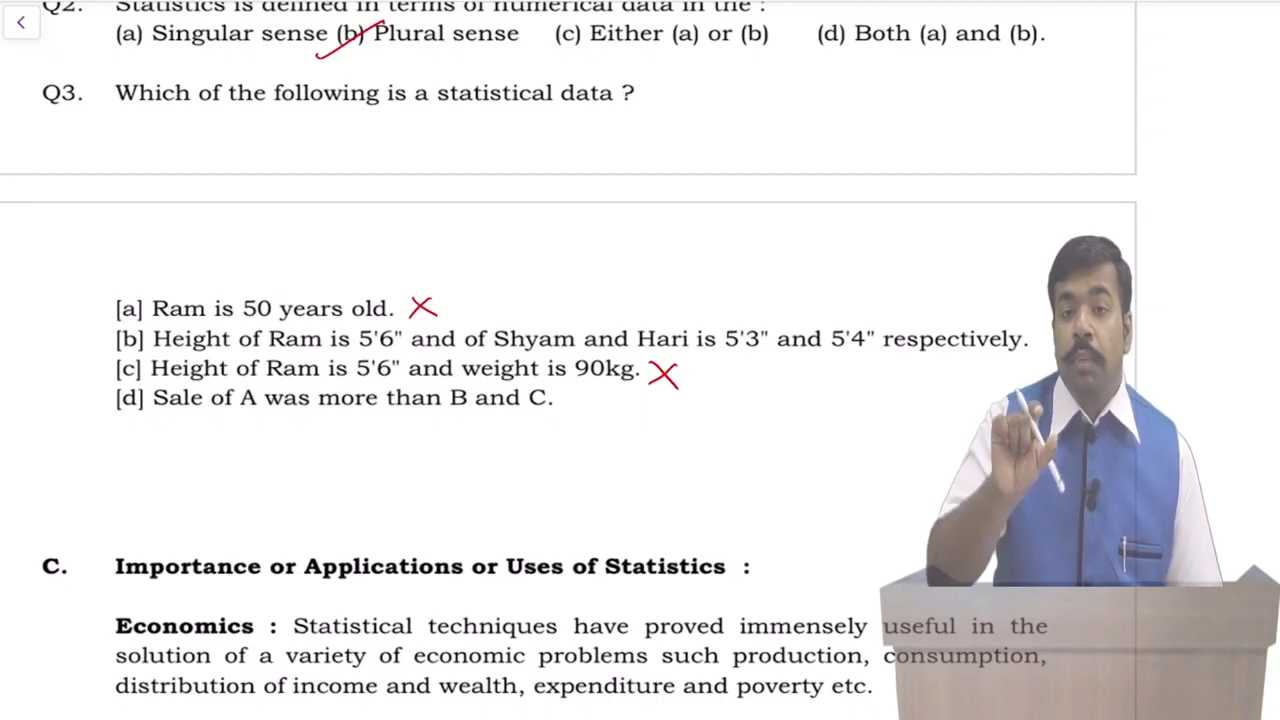 Q2. Statistics is defined in terms of numerical data in the :
(a) Singular sense (b) Plural sense (c) Either (a) or (b) (d) Both (a) and (b).
Q3. Which of the following is a statistical data ?
[a] Ram is 50 years old.
[b] Height of Ram is 5'6" and of Shyam and Hari is 5'3" and 5'4" respectively.
[c] Height of Ram is 5'6" and weight is 90kg.
[d] Sale of A was more than B and C.
C. Importance or Applications or Uses of Statistics :
Economics : Statistical techniques have proved immensely useful in the
solution of a variety of economic problems such production, consumption,
distribution of income and wealth, expenditure and poverty etc.